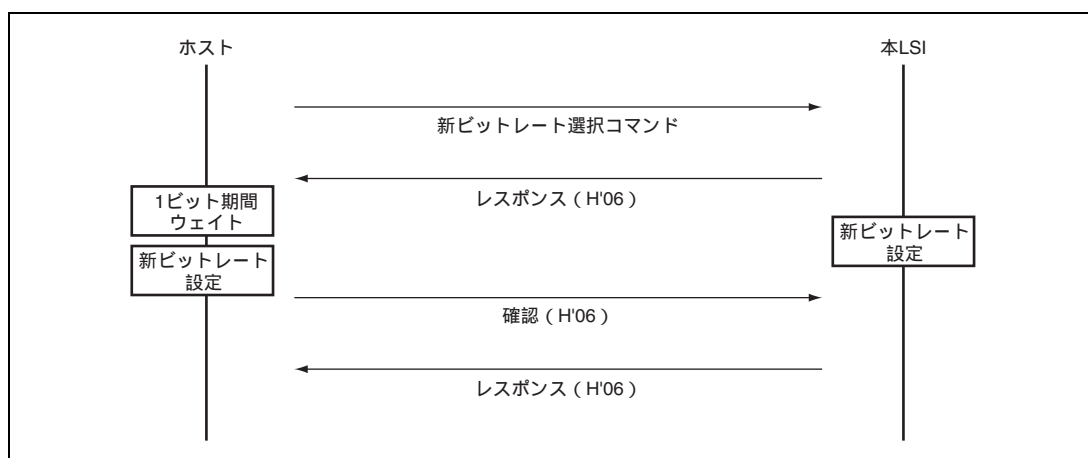 ホスト
本LSI
新ビットレート選択コマンド
レスポンス（H'06）
1ビット期間
ウェイト
新ビットレート
設定
新ビットレート
設定
確認（H'06）
レスポンス（H'06）